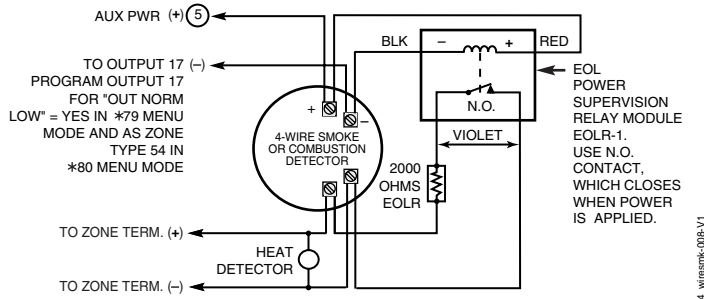 AUX PWR (+) 5
TO OUTPUT 17 (–)
PROGRAM OUTPUT 17
FOR "OUT NORM
LOW" = YES IN ✱79 MENU
MODE AND AS ZONE
TYPE 54 IN
✱80 MENU MODE
+
–
4-WIRE SMOKE
OR COMBUSTION
DETECTOR
BLK
–
+
RED
N.O.
VIOLET
2000
OHMS
EOLR
EOL
POWER
SUPERVISION
RELAY MODULE
EOLR-1.
USE N.O.
CONTACT,
WHICH CLOSES
WHEN POWER
IS APPLIED.
TO ZONE TERM. (+)
HEAT
DETECTOR
TO ZONE TERM. (–)
4_wiresmk-008-V1